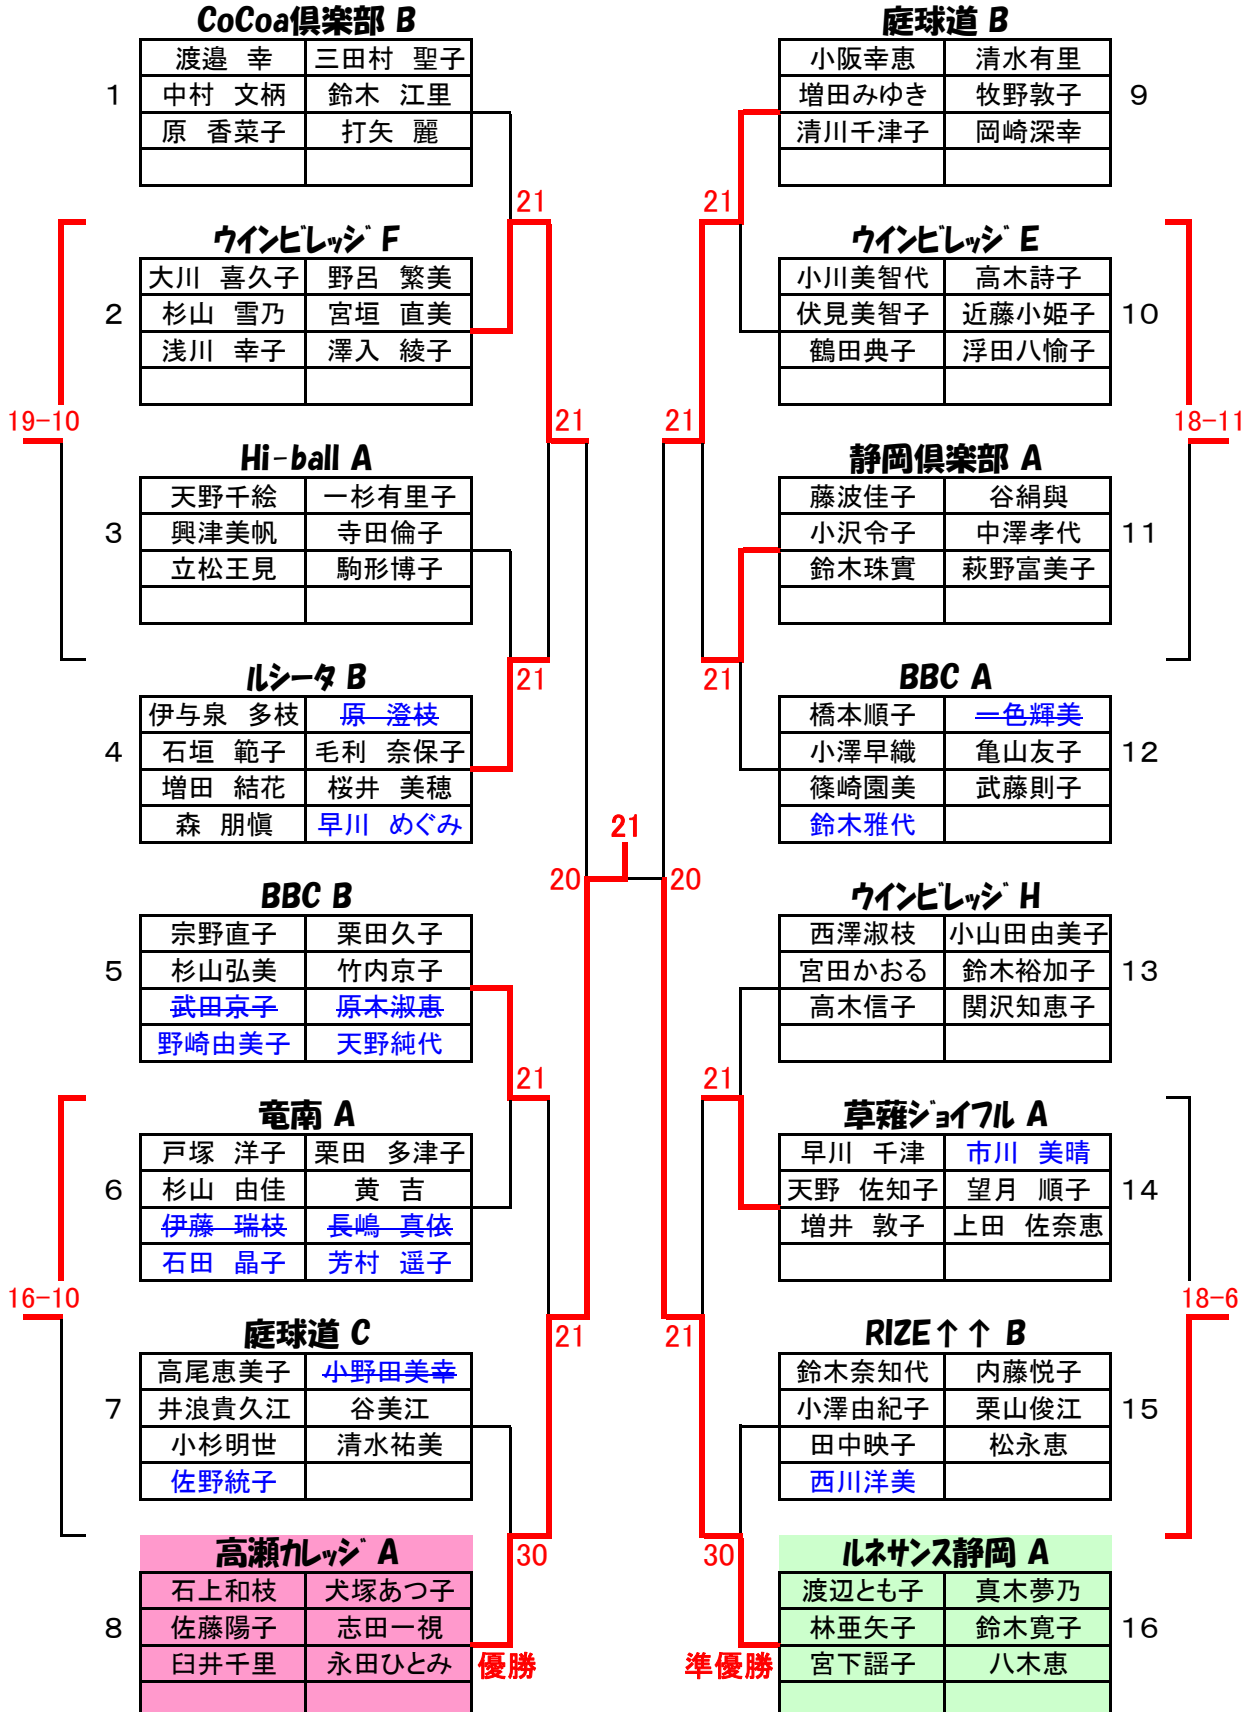 CoCoa倶楽部 B
1
渡邉 幸 三田村 聖子
中村 文柄 鈴木 江里
原 香菜子 打矢 麗
21
ウインビレッジ F
2
大川 喜久子 野呂 繁美
杉山 雪乃 宮垣 直美
浅川 幸子 澤入 綾子
19-10
21
Hi-ball A
3
天野千絵 一杉有里子
興津美帆 寺田倫子
立松王見 駒形博子
ルシータ B
21
4
伊与泉 多枝 原 澄枝
石垣 範子 毛利 奈保子
増田 結花 桜井 美穂
森 朋愼 早川 めぐみ
21
20
BBC B
5
宗野直子 栗田久子
杉山弘美 竹内京子
武田京子 原木淑恵
野崎由美子 天野純代
21
竜南 A
6
戸塚 洋子 栗田 多津子
杉山 由佳 黄 吉
伊藤 瑞枝 長嶋 真依
石田 晶子 芳村 遥子
16-10
21
庭球道 C
7
高尾恵美子 小野田美幸
井浪貴久江 谷美江
小杉明世 清水祐美
佐野統子
高瀬カレッジ A
30
8
石上和枝 犬塚あつ子
佐藤陽子 志田一視
臼井千里 永田ひとみ
優勝
庭球道 B
9
小阪幸恵 清水有里
増田みゆき 牧野敦子
清川千津子 岡崎深幸
21
ウインビレッジ E
10
小川美智代 高木詩子
伏見美智子 近藤小姫子
鶴田典子 浮田八愉子
21
18-11
静岡倶楽部 A
11
藤波佳子 谷絹與
小沢令子 中澤孝代
鈴木珠實 萩野富美子
21
BBC A
12
橋本順子 一色輝美
小澤早織 亀山友子
篠崎園美 武藤則子
鈴木雅代
20
ウインビレッジ H
13
西澤淑枝 小山田由美子
宮田かおる 鈴木裕加子
高木信子 関沢知恵子
21
草薙ジョイフル A
14
早川 千津 市川 美晴
天野 佐知子 望月 順子
増井 敦子 上田 佐奈恵
18-6
21
RIZE↑↑ B
15
鈴木奈知代 内藤悦子
小澤由紀子 栗山俊江
田中映子 松永恵
西川洋美
30
ルネサンス静岡 A
16
渡辺とも子 真木夢乃
林亜矢子 鈴木寛子
宮下謡子 八木恵
準優勝